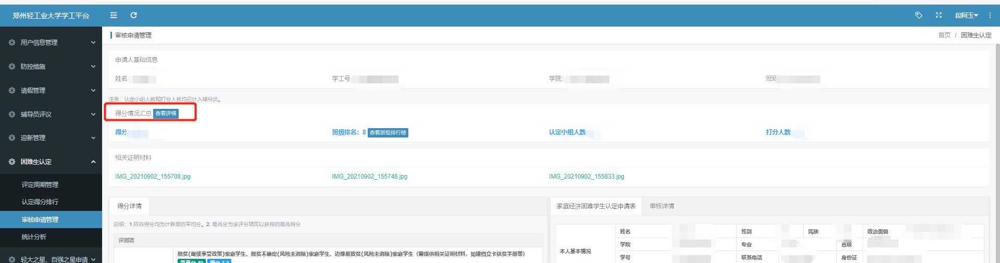 郑州轻工业大学学工平台
段阿玉
用户信息管理
防控措施
请假管理
辅导员评议
迎新管理
困难生认定
评定周期管理
认定得分排行
审核申请管理
统计分析
轻大之星、自强之星申请
审核申请管理
首页 / 困难生认定
申请人基础信息
姓名
学工号
学院：
班级
注意：认定小组人数和打分人数均已计入辅导员。
得分情况汇总 查看详情
得分
班级排名：8 查看班级排行榜
认定小组人数
打分人数
相关证明材料
IMG_20210902_155708.jpg
IMG_20210902_155746.jpg
IMG_20210902_155833.jpg
得分详情
说明：1.所有得分均为计算后的平均分。2. 最高分为该评分项可以获得的最高得分
评测项
脱贫(继续享受政策)家庭学生、脱贫不稳定(风险未消除)家庭学生、边缘易致贫(风险未消除)家庭学生（需提供相关证明材料，如建档立卡扶贫手册等）
家庭经济困难学生认定申请表 审核详情
本人基本情况
姓名 性别 民族 政治面貌
学院 专业 班级
学号 联系电话 身份证